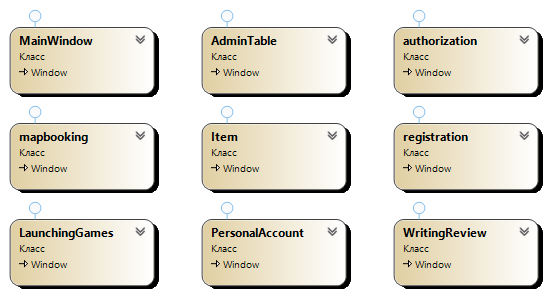 MainWindow
Класс
Window
AdminTable
Класс
Window
authorization
Класс
Window
mapbooking
Класс
Window
Item
Класс
Window
registration
Класс
Window
LaunchingGames
Класс
Window
PersonalAccount
Класс
Window
WritingReview
Класс
Window